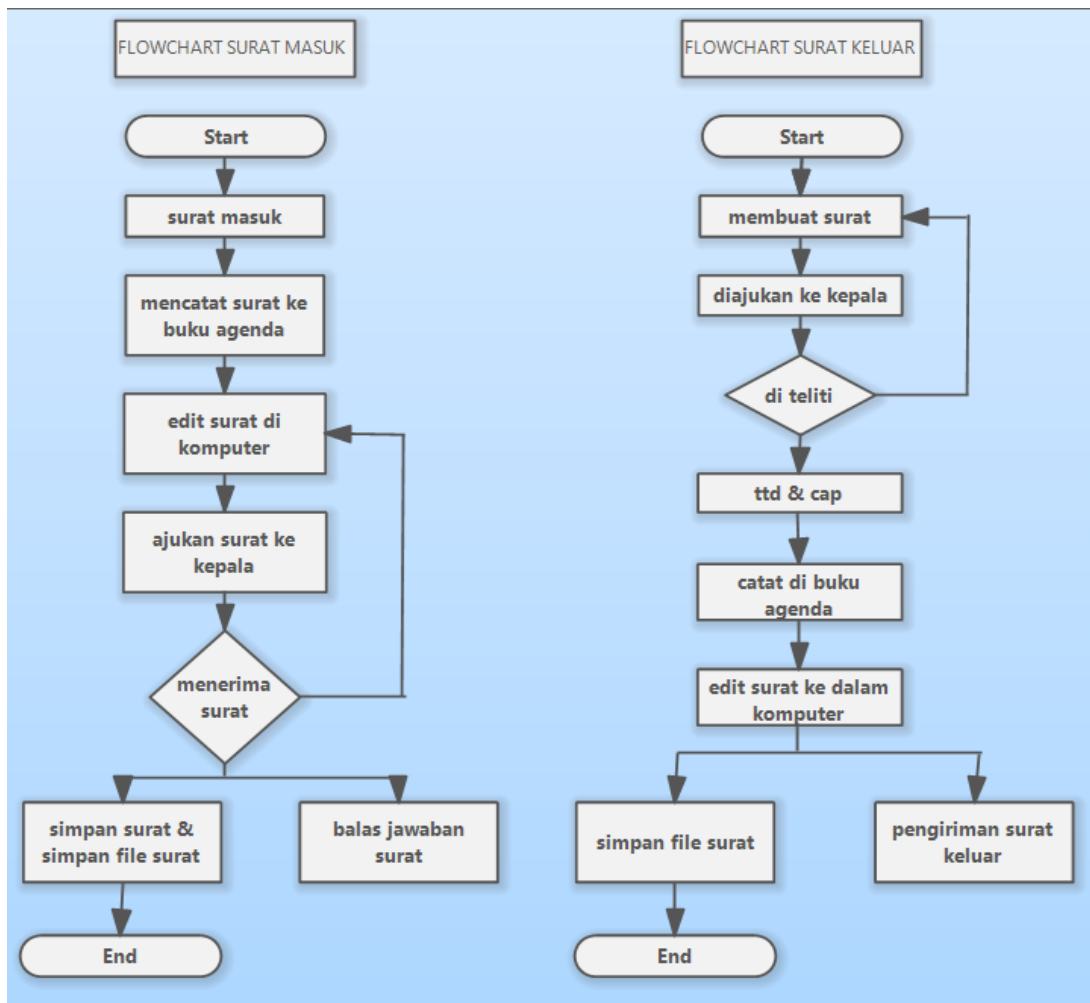 FLOWCHART SURAT MASUK
Start
surat masuk
mencatat surat ke
buku agenda
edit surat di
komputer
ajukan surat ke
kepala
menerima
surat
simpan surat &
simpan file surat
balas jawaban
surat
End
FLOWCHART SURAT KELUAR
Start
membuat surat
diajukan ke kepala
di teliti
ttd & cap
catat di buku
agenda
edit surat ke dalam
komputer
simpan file surat
pengiriman surat
keluar
End